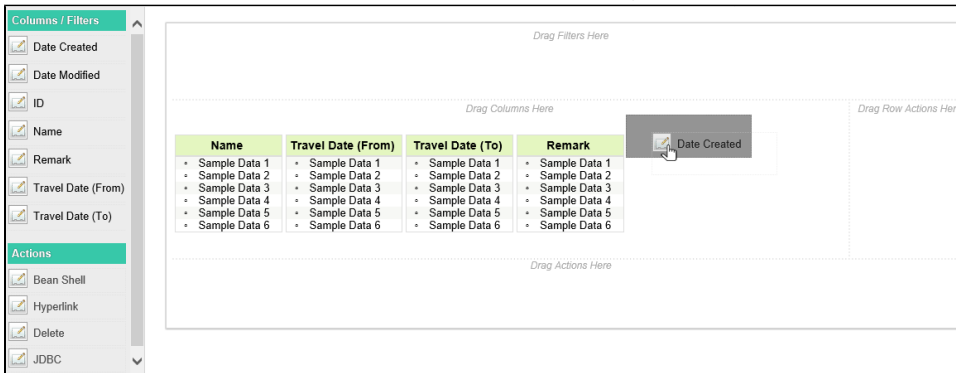 Columns / Filters
Date Created
Date Modified
ID
Name
Remark
Travel Date (From)
Travel Date (To)
Actions
Bean Shell
Hyperlink
Delete
JDBC
Drag Filters Here
Drag Columns Here
Drag Row Actions Her
Name Travel Date (From) Travel Date (To) Remark
Sample Data 1 Sample Data 1 Sample Data 1 Sample Data 1
Sample Data 2 Sample Data 2 Sample Data 2 Sample Data 2
Sample Data 3 Sample Data 3 Sample Data 3 Sample Data 3
Sample Data 4 Sample Data 4 Sample Data 4 Sample Data 4
Sample Data 5 Sample Data 5 Sample Data 5 Sample Data 5
Sample Data 6 Sample Data 6 Sample Data 6 Sample Data 6
Date Created
Drag Actions Here